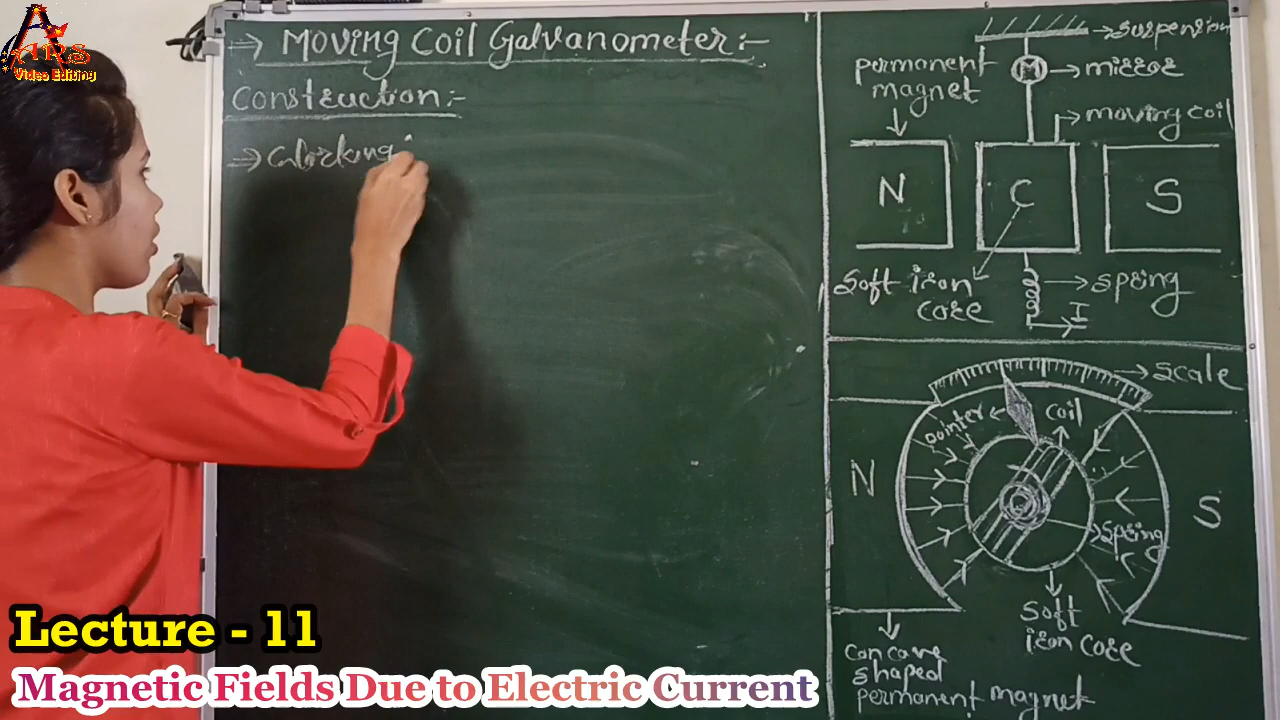 ARS
Video Editing
⇒ Moving Coil Galvanometer:-
Construction:-
⇒ Working:
suspension
permanent
magnet
M
mirror
moving coil
N
C
S
Soft iron
core
spring
I
scale
pointer
coil
N
S
spring
soft
iron core
Concave
shaped
permanent magnet
Lecture - 11
Magnetic Fields Due to Electric Current